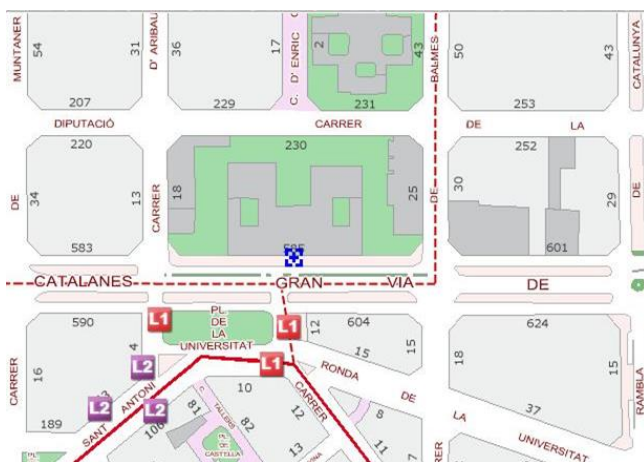 MUNTANER
54
31
D'ARIBAU
36
17
C. D'ENRIC
2
43
BALMES
50
43
CATALUNYA
207
229
231
253
DIPUTACIÓ
CARRER
DE
LA
220
230
252
DE
34
13
CARRER
18
25
DE
30
29
DE
583
601
CATALANES
GRAN
VIA
DE
590
L1
PL
DE
LA
UNIVERSITAT
L1
12
604
624
4
15
15
18
15
CARRER
16
L2
L1
RONDA
DE
LA
UNIVERSITAT
RAMBLA
10
L2
L2
SANT ANTONI
189
C.
TALLERS
81
82
12
CARRER
8
37
PL
DE
CASTELLA
13
11